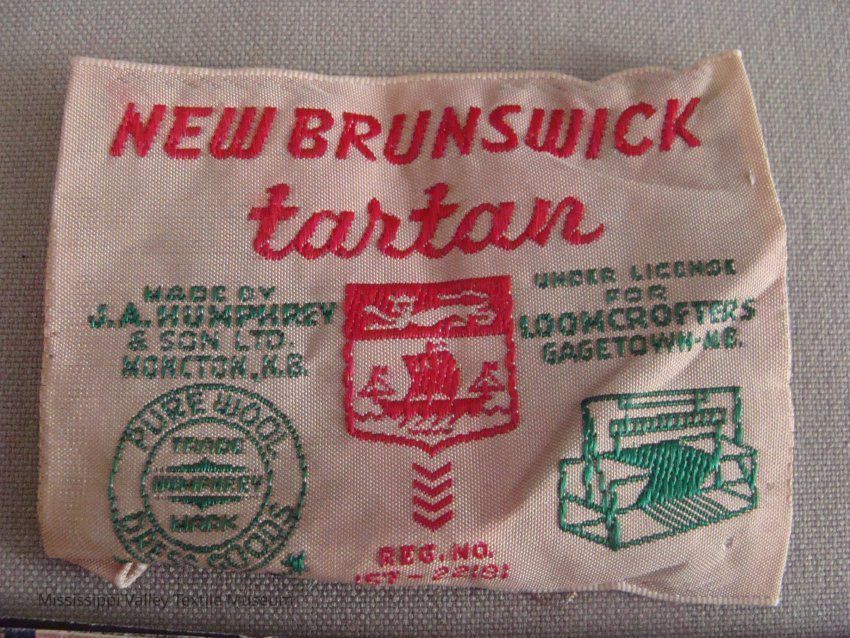 NEW BRUNSWICK
tartan
MADE BY
J.A. HUMPHREY
& SON LTD.
MONCTON, N.B.
UNDER LICENSE
FOR
LOOMCROFTERS
GAGETOWN-N.B.
PURE WOOL
TRADE
HUMPHREY
MARK
DRESS GOODS
REG. NO.
Mississippi Valley Textile Museum